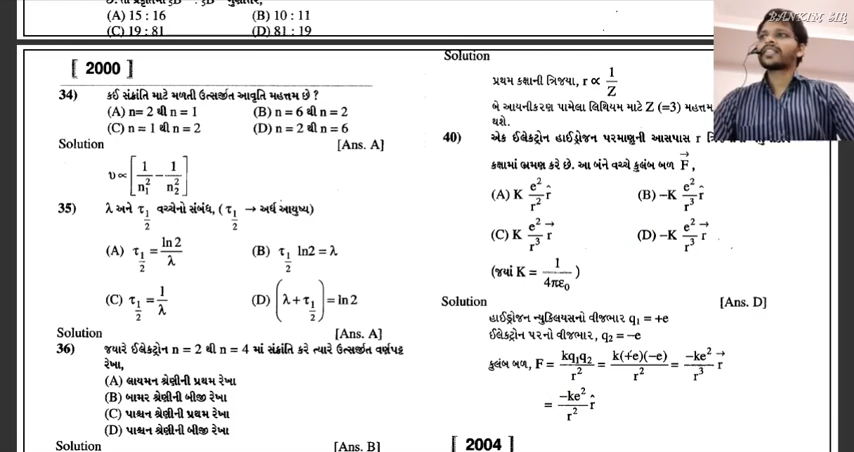 (A) 15 : 16 (B) 10 : 11
(C) 19 : 81 (D) 81 : 19
[ 2000 ]
34) કઈ સંક્રાંતિ માટે મળતી ઉત્સર્જીત આવૃતિ મહત્તમ છે ?
(A) n= 2 થી n = 1 (B) n = 6 થી n = 2
(C) n = 1 થી n = 2 (D) n = 2 થી n = 6
Solution [Ans. A]
υ ∝ [1/n₁² − 1/n₂²]
35) λ અને τ1/2 વચ્ચેનો સંબંધ, ( τ1/2 → અર્ધ આયુષ્ય)
(A) τ1/2 = ln2/λ (B) τ1/2 ln2 = λ
(C) τ1/2 = 1/λ (D) (λ + τ1/2) = ln2
Solution [Ans. A]
36) જ્યારે ઈલેક્ટ્રોન n = 2 થી n = 4 માં સંક્રાંતિ કરે ત્યારે ઉત્સર્જીત વર્ણપટ્ટ
રેખા,
(A) લાયમન શ્રેણીની પ્રથમ રેખા
(B) બામર શ્રેણીની બીજી રેખા
(C) પાશ્ચન શ્રેણીની પ્રથમ રેખા
(D) પાશ્ચન શ્રેણીની બીજી રેખા
Solution [Ans. B]
Solution
પ્રથમ કક્ષાની ત્રિજયા, r ∝ 1/Z
બે આયનીકરણ પામેલા લિથિયમ માટે Z (=3) મહત્તમ
થશે.
40) એક ઈલેક્ટ્રોન હાઈડ્રોજન પરમાણુની આસપાસ r
કક્ષામાં ભ્રમણ કરે છે. આ બંને વચ્ચે કુલંબ બળ F⃗ ,
(A) K e²/r² r̂ (B) −K e²/r³ r̂
(C) K e²/r³ r⃗ (D) −K e²/r³ r⃗
(જ્યાં K = 1/4πε₀ )
Solution [Ans. D]
હાઈડ્રોજન ન્યુક્લિયસનો વીજભાર q₁ = +e
ઈલેક્ટ્રોન પરનો વીજભાર, q₂ = −e
કુલંબ બળ, F = kq₁q₂/r² = k(+e)(−e)/r² = −ke²/r³ r⃗
= −ke²/r² r̂
[ 2004 ]
BANKIM SIR